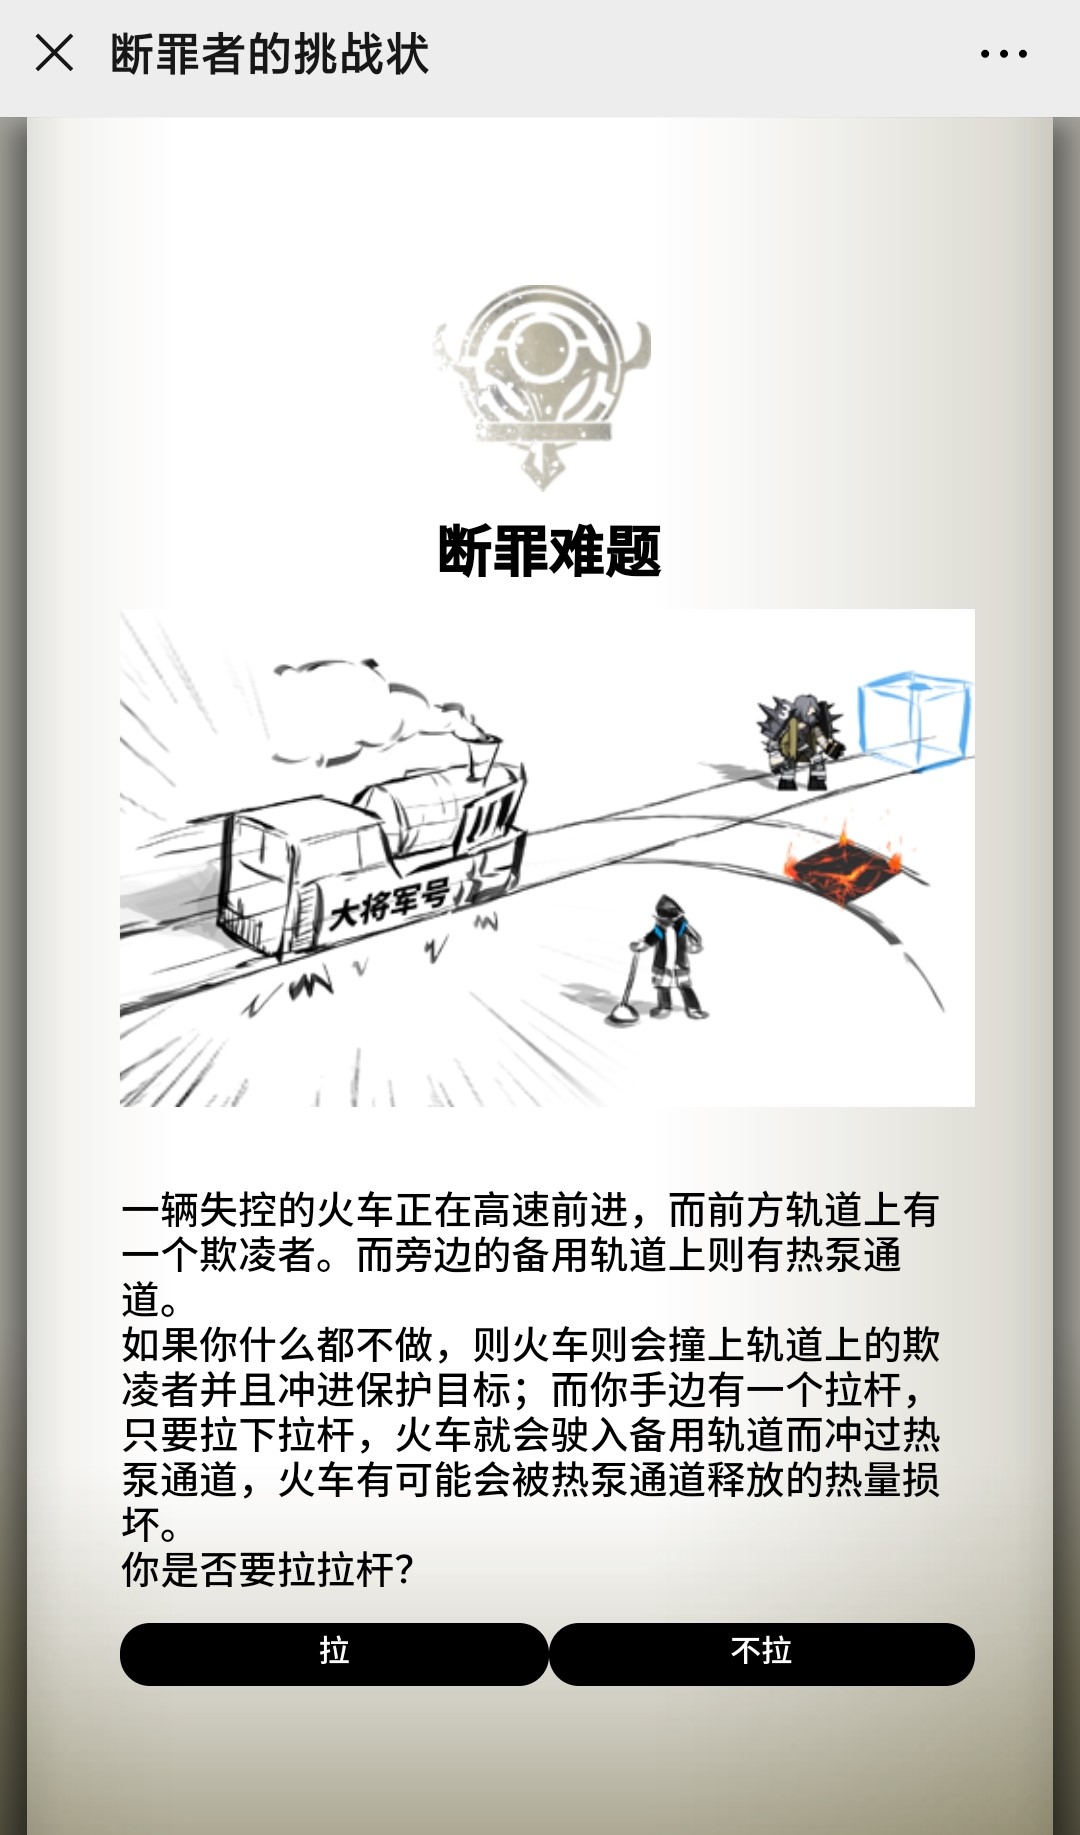 断罪者的挑战状
断罪难题
大将军号
一辆失控的火车正在高速前进，而前方轨道上有
一个欺凌者。而旁边的备用轨道上则有热泵通
道。
如果你什么都不做，则火车则会撞上轨道上的欺
凌者并且冲进保护目标；而你手边有一个拉杆，
只要拉下拉杆，火车就会驶入备用轨道而冲过热
泵通道，火车有可能会被热泵通道释放的热量损
坏。
你是否要拉拉杆？
拉
不拉